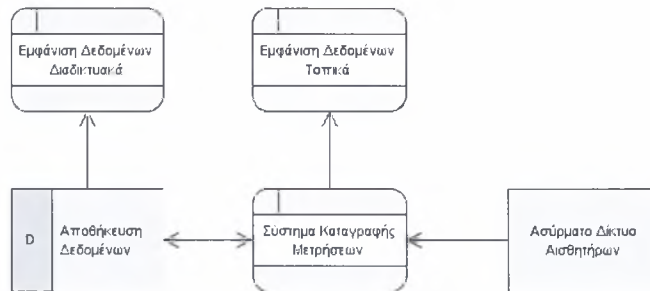 Εμφάνιση Δεδομένων
Διαδικτυακά
Εμφάνιση Δεδομένων
Τοπικά
D
Αποθήκευση
Δεδομένων
Σύστημα Καταγραφής
Μετρήσεων
Ασύρματο Δίκτυο
Αισθητήρων